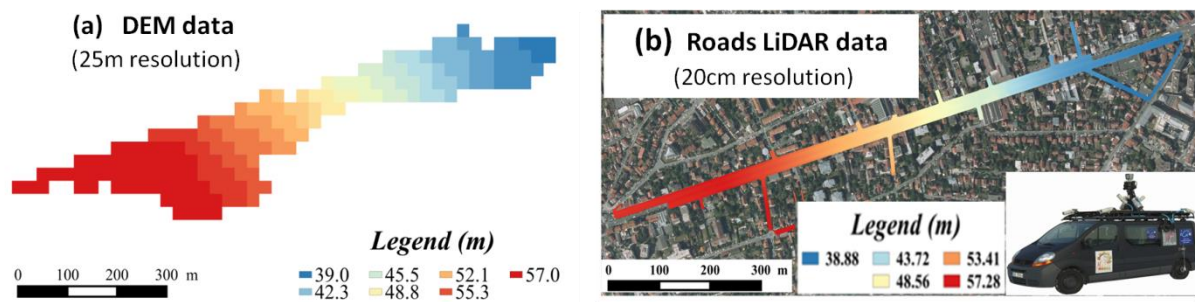 (a) DEM data
(25m resolution)
Legend (m)
39.0 45.5 52.1 57.0
42.3 48.8 55.3
0 100 200 300 m
(b) Roads LiDAR data
(20cm resolution)
Legend (m)
38.88 43.72 53.41
48.56 57.28
0 100 200 300 m